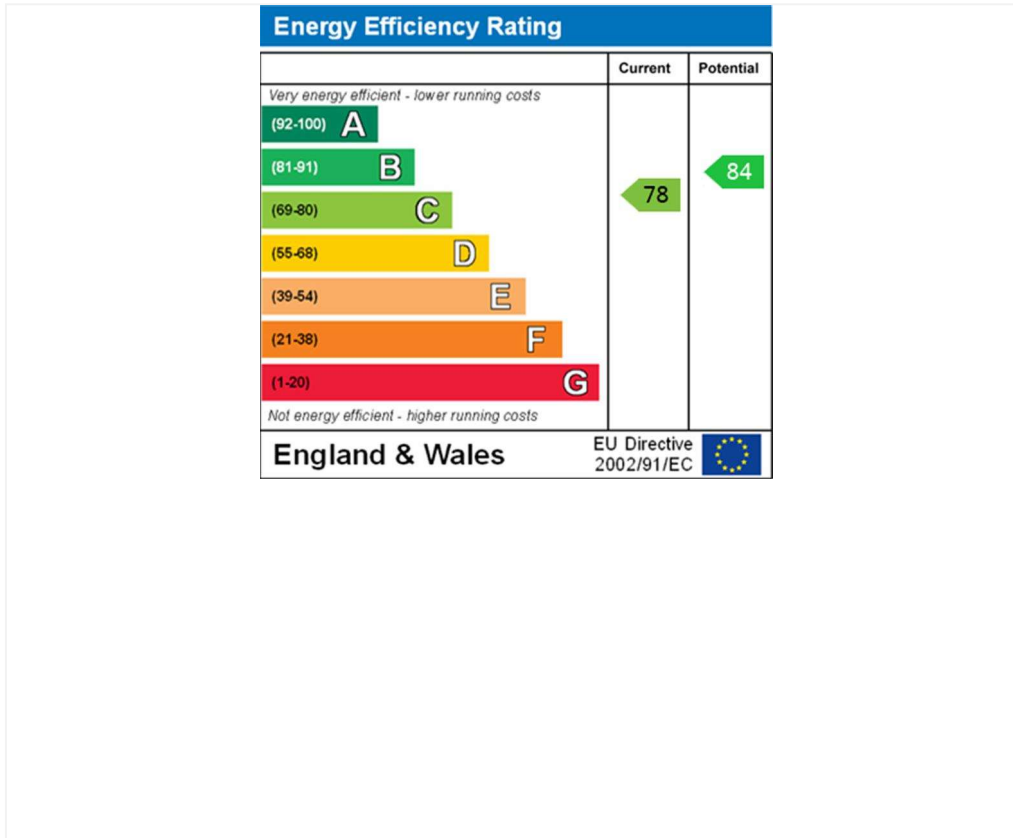 Energy Efficiency Rating
Current Potential
Very energy efficient - lower running costs
(92-100) A
(81-91) B
84
(69-80) C
78
(55-68) D
(39-54) E
(21-38) F
(1-20) G
Not energy efficient - higher running costs
England & Wales
EU Directive
2002/91/EC